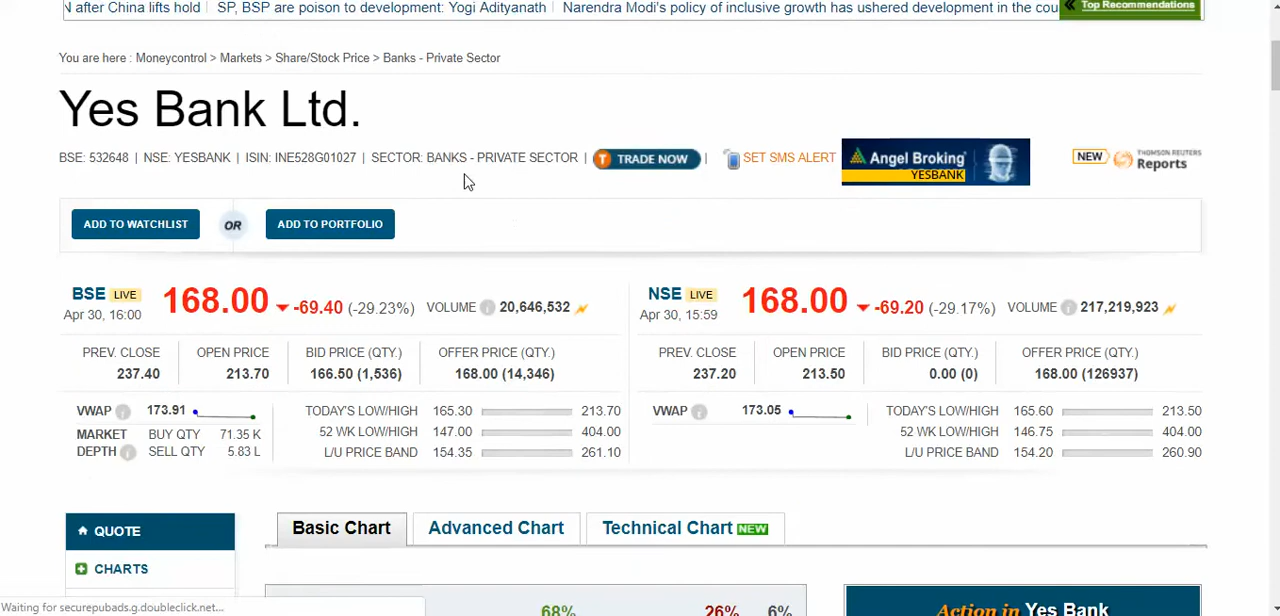 N after China lifts hold | SP, BSP are poison to development: Yogi Adityanath | Narendra Modi's policy of inclusive growth has ushered development in the cou
Top Recommendations
You are here : Moneycontrol > Markets > Share/Stock Price > Banks - Private Sector
Yes Bank Ltd.
BSE: 532648 | NSE: YESBANK | ISIN: INE528G01027 | SECTOR: BANKS - PRIVATE SECTOR | T TRADE NOW | SET SMS ALERT
Angel Broking
YESBANK
NEW THOMSON REUTERS
Reports
ADD TO WATCHLIST OR ADD TO PORTFOLIO
BSE LIVE 168.00 -69.40 (-29.23%) VOLUME 20,646,532
Apr 30, 16:00
NSE LIVE 168.00 -69.20 (-29.17%) VOLUME 217,219,923
Apr 30, 15:59
PREV. CLOSE OPEN PRICE BID PRICE (QTY.) OFFER PRICE (QTY.)
237.40 213.70 166.50 (1,536) 168.00 (14,346)
PREV. CLOSE OPEN PRICE BID PRICE (QTY.) OFFER PRICE (QTY.)
237.20 213.50 0.00 (0) 168.00 (126937)
VWAP 173.91
MARKET BUY QTY 71.35 K
DEPTH SELL QTY 5.83 L
TODAY'S LOW/HIGH 165.30 213.70
52 WK LOW/HIGH 147.00 404.00
L/U PRICE BAND 154.35 261.10
VWAP 173.05
TODAY'S LOW/HIGH 165.60 213.50
52 WK LOW/HIGH 146.75 404.00
L/U PRICE BAND 154.20 260.90
QUOTE
CHARTS
Basic Chart Advanced Chart Technical Chart NEW
68% 26% 6%
Action in Yes Bank
Waiting for securepubads.g.doubleclick.net...